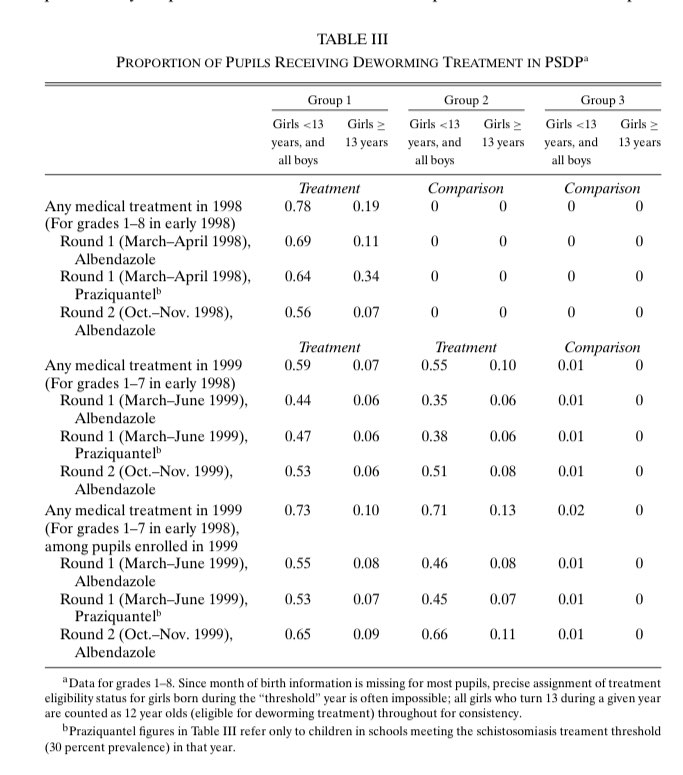 TABLE III
PROPORTION OF PUPILS RECEIVING DEWORMING TREATMENT IN PSDPᵃ
Group 1 Group 2 Group 3
Girls <13 Girls ≥ Girls <13 Girls ≥ Girls <13 Girls ≥
years, and 13 years years, and 13 years years, and 13 years
all boys all boys all boys
Treatment Comparison Comparison
Any medical treatment in 1998 0.78 0.19 0 0 0 0
(For grades 1–8 in early 1998)
Round 1 (March–April 1998), 0.69 0.11 0 0 0 0
Albendazole
Round 1 (March–April 1998), 0.64 0.34 0 0 0 0
Praziquantelᵇ
Round 2 (Oct.–Nov. 1998), 0.56 0.07 0 0 0 0
Albendazole
Treatment Treatment Comparison
Any medical treatment in 1999 0.59 0.07 0.55 0.10 0.01 0
(For grades 1–7 in early 1998)
Round 1 (March–June 1999), 0.44 0.06 0.35 0.06 0.01 0
Albendazole
Round 1 (March–June 1999), 0.47 0.06 0.38 0.06 0.01 0
Praziquantelᵇ
Round 2 (Oct.–Nov. 1999), 0.53 0.06 0.51 0.08 0.01 0
Albendazole
Any medical treatment in 1999 0.73 0.10 0.71 0.13 0.02 0
(For grades 1–7 in early 1998),
among pupils enrolled in 1999
Round 1 (March–June 1999), 0.55 0.08 0.46 0.08 0.01 0
Albendazole
Round 1 (March–June 1999), 0.53 0.07 0.45 0.07 0.01 0
Praziquantelᵇ
Round 2 (Oct.–Nov. 1999), 0.65 0.09 0.66 0.11 0.01 0
Albendazole
ᵃData for grades 1–8. Since month of birth information is missing for most pupils, precise assignment of treatment
eligibility status for girls born during the “threshold” year is often impossible; all girls who turn 13 during a given year
are counted as 12 year olds (eligible for deworming treatment) throughout for consistency.
ᵇPraziquantel figures in Table III refer only to children in schools meeting the schistosomiasis treament threshold
(30 percent prevalence) in that year.